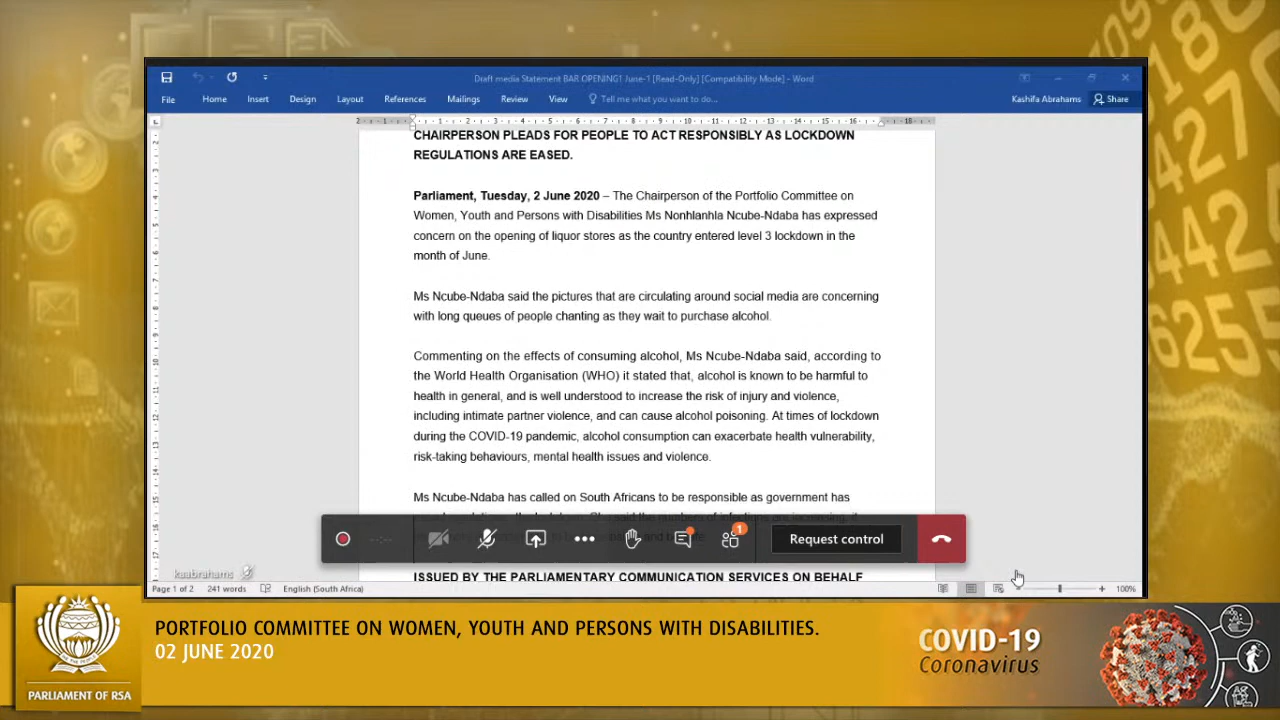 Draft media Statement BAR OPENING1 June-1 [Read-Only] [Compatibility Mode] - Word
File Home Insert Design Layout References Mailings Review View Tell me what you want to do... Kashifa Abrahams Share
CHAIRPERSON PLEADS FOR PEOPLE TO ACT RESPONSIBLY AS LOCKDOWN
REGULATIONS ARE EASED.
Parliament, Tuesday, 2 June 2020 – The Chairperson of the Portfolio Committee on
Women, Youth and Persons with Disabilities Ms Nonhlanhla Ncube-Ndaba has expressed
concern on the opening of liquor stores as the country entered level 3 lockdown in the
month of June.
Ms Ncube-Ndaba said the pictures that are circulating around social media are concerning
with long queues of people chanting as they wait to purchase alcohol.
Commenting on the effects of consuming alcohol, Ms Ncube-Ndaba said, according to
the World Health Organisation (WHO) it stated that, alcohol is known to be harmful to
health in general, and is well understood to increase the risk of injury and violence,
including intimate partner violence, and can cause alcohol poisoning. At times of lockdown
during the COVID-19 pandemic, alcohol consumption can exacerbate health vulnerability,
risk-taking behaviours, mental health issues and violence.
Ms Ncube-Ndaba has called on South Africans to be responsible as government has
said the numbers of infections are increasing
1
Request control
kaabrahams
ISSUED BY THE PARLIAMENTARY COMMUNICATION SERVICES ON BEHALF
Page 1 of 2 241 words English (South Africa) 100%
PORTFOLIO COMMITTEE ON WOMEN, YOUTH AND PERSONS WITH DISABILITIES.
02 JUNE 2020
PARLIAMENT OF RSA
COVID-19
Coronavirus